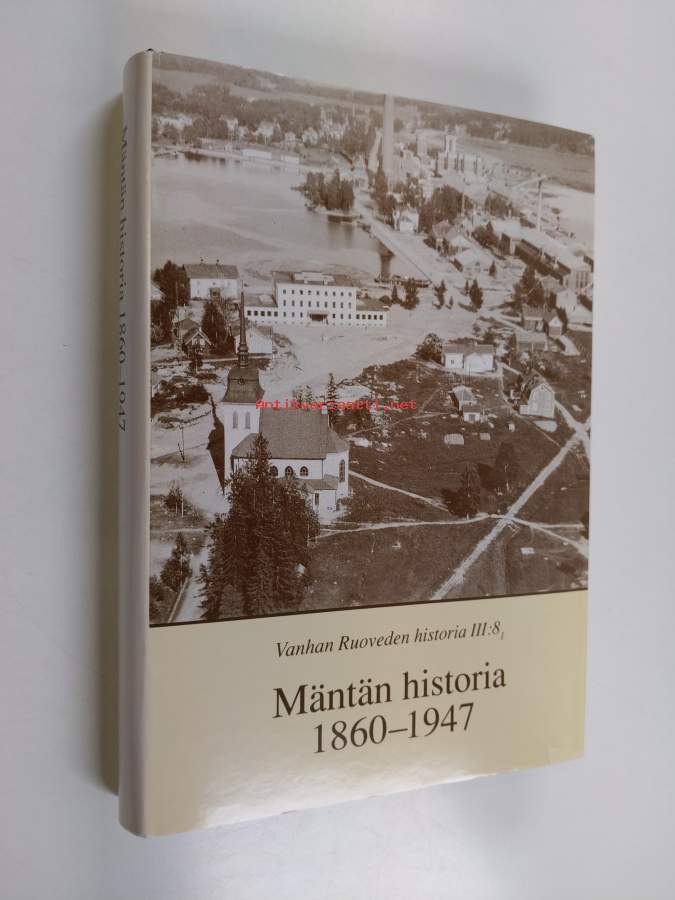 Mäntän historia 1860–1947
Antikvariaatti.net
Vanhan Ruoveden historia III:8₁
Mäntän historia
1860–1947